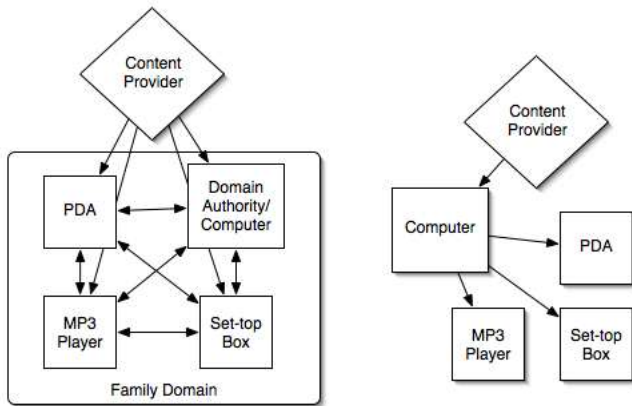 Content
Provider
PDA
Domain
Authority/
Computer
MP3
Player
Set-top
Box
Family Domain
Content
Provider
Computer
PDA
MP3
Player
Set-top
Box